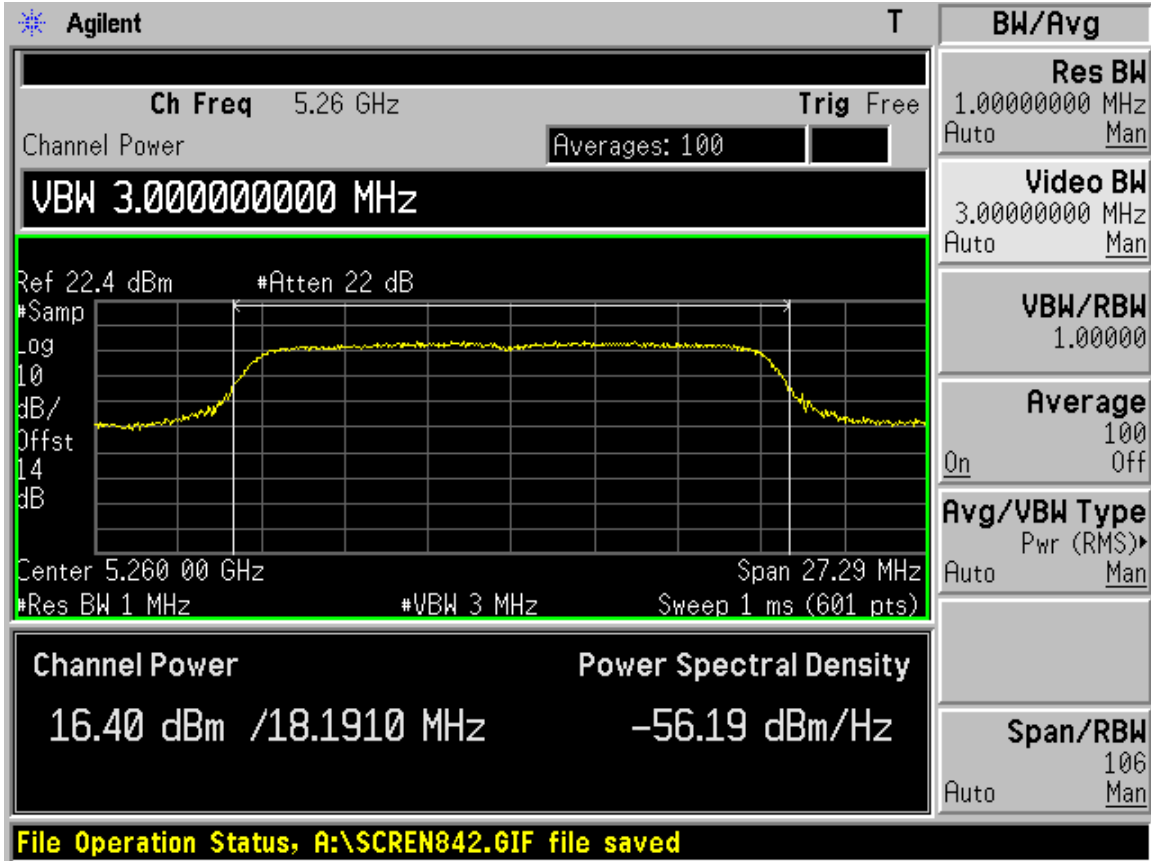 Agilent T
Ch Freq 5.26 GHz Trig Free
Channel Power Averages: 100
VBW 3.000000000 MHz
Ref 22.4 dBm #Atten 22 dB
#Samp
Log
10
dB/
Offst
14
dB
Center 5.260 00 GHz Span 27.29 MHz
#Res BW 1 MHz #VBW 3 MHz Sweep 1 ms (601 pts)
Channel Power Power Spectral Density
16.40 dBm /18.1910 MHz -56.19 dBm/Hz
File Operation Status, A:\SCREN842.GIF file saved
BW/Avg
Res BW
1.00000000 MHz
Auto Man
Video BW
3.00000000 MHz
Auto Man
VBW/RBW
1.00000
Average
100
On Off
Avg/VBW Type
Pwr (RMS)▸
Auto Man
Span/RBW
106
Auto Man